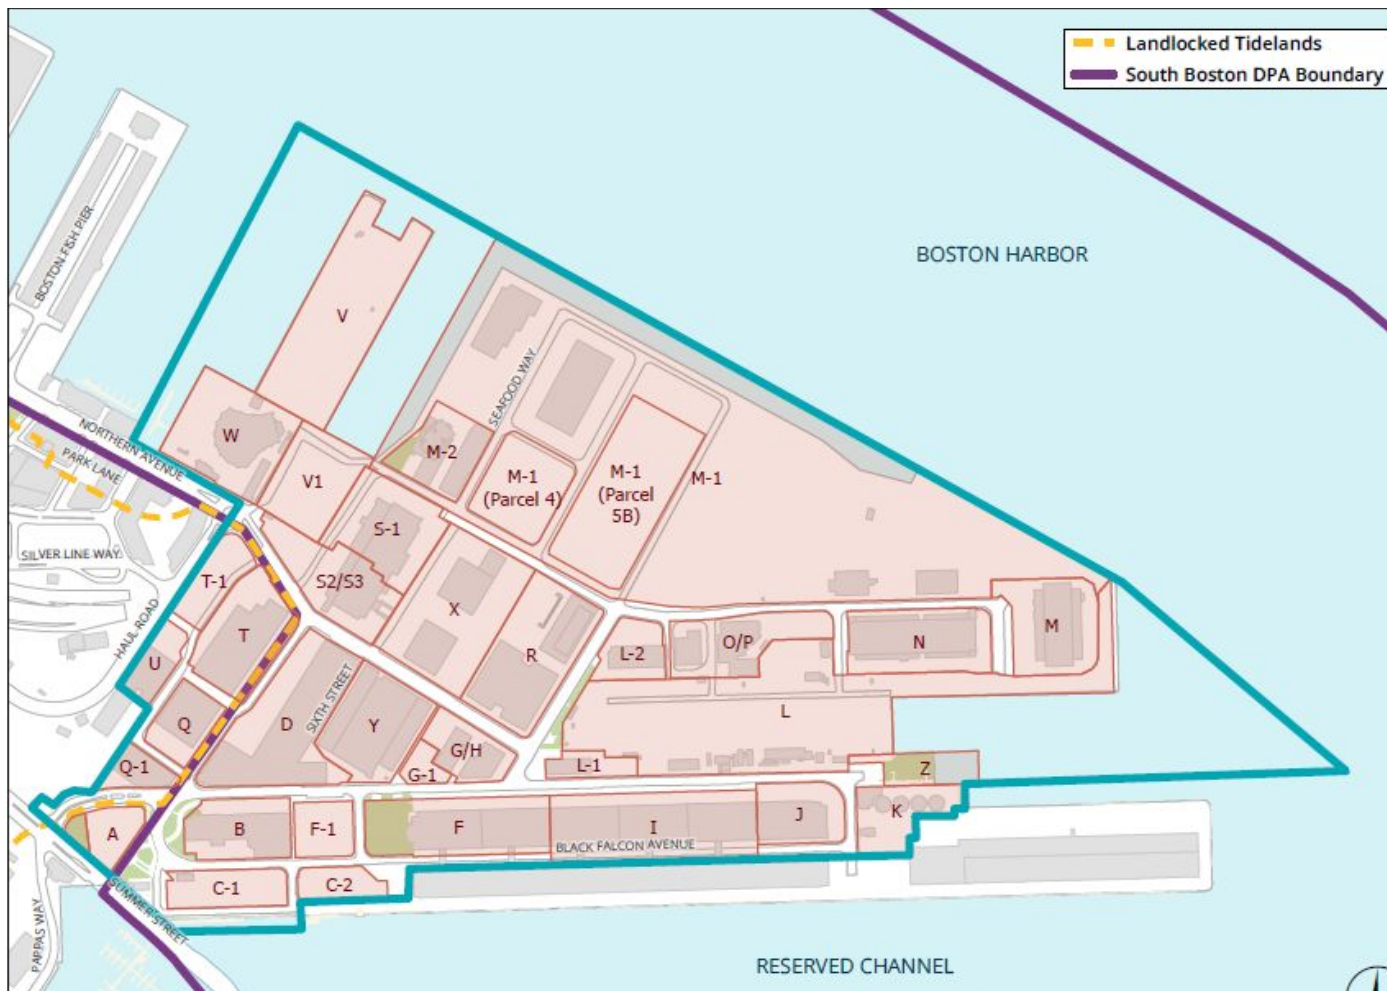 Landlocked Tidelands
South Boston DPA Boundary
BOSTON HARBOR
BOSTON FISH PIER
V
SEAFOOD WAY
NORTHERN AVENUE
PARK LANE
W
V1
M-2
M-1
(Parcel 4)
M-1
(Parcel
5B)
M-1
SILVER LINE WAY
HAUL ROAD
T-1
S-1
S2/S3
X
R
T
U
Q
Q-1
D
SIXTH STREET
Y
G/H
G-1
L-2
O/P
N
M
L
L-1
Z
K
A
B
F-1
F
I
J
BLACK FALCON AVENUE
C-1
C-2
SUMMER STREET
PAPPAS WAY
RESERVED CHANNEL